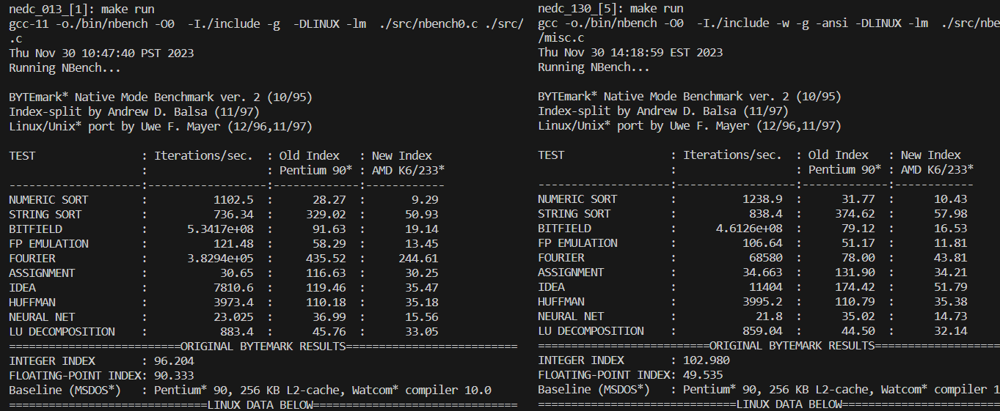 nedc_013_[1]: make run
gcc-11 -o./bin/nbench -O0  -I./include -g  -DLINUX -lm  ./src/nbench0.c ./src/
.c
Thu Nov 30 10:47:40 PST 2023
Running NBench...

BYTEmark* Native Mode Benchmark ver. 2 (10/95)
Index-split by Andrew D. Balsa (11/97)
Linux/Unix* port by Uwe F. Mayer (12/96,11/97)

TEST                : Iterations/sec.  : Old Index   : New Index
                    :                  : Pentium 90* : AMD K6/233*
--------------------:------------------:-------------:------------
NUMERIC SORT        :          1102.5  :      28.27  :       9.29
STRING SORT         :          736.34  :     329.02  :      50.93
BITFIELD            :      5.3417e+08  :      91.63  :      19.14
FP EMULATION        :          121.48  :      58.29  :      13.45
FOURIER             :      3.8294e+05  :     435.52  :     244.61
ASSIGNMENT          :           30.65  :     116.63  :      30.25
IDEA                :          7810.6  :     119.46  :      35.47
HUFFMAN             :          3973.4  :     110.18  :      35.18
NEURAL NET          :          23.025  :      36.99  :      15.56
LU DECOMPOSITION    :           883.4  :      45.76  :      33.05
==========================ORIGINAL BYTEMARK RESULTS==========================
INTEGER INDEX       : 96.204
FLOATING-POINT INDEX: 90.333
Baseline (MSDOS*)   : Pentium* 90, 256 KB L2-cache, Watcom* compiler 10.0
==============================LINUX DATA BELOW===============================
nedc_130_[5]: make run
gcc -o./bin/nbench -O0  -I./include -w -g -ansi -DLINUX -lm  ./src/nbe
/misc.c
Thu Nov 30 14:18:59 EST 2023
Running NBench...

BYTEmark* Native Mode Benchmark ver. 2 (10/95)
Index-split by Andrew D. Balsa (11/97)
Linux/Unix* port by Uwe F. Mayer (12/96,11/97)

TEST                : Iterations/sec.  : Old Index   : New Index
                    :                  : Pentium 90* : AMD K6/233*
--------------------:------------------:-------------:------------
NUMERIC SORT        :          1238.9  :      31.77  :      10.43
STRING SORT         :           838.4  :     374.62  :      57.98
BITFIELD            :      4.6126e+08  :      79.12  :      16.53
FP EMULATION        :          106.64  :      51.17  :      11.81
FOURIER             :           68580  :      78.00  :      43.81
ASSIGNMENT          :          34.663  :     131.90  :      34.21
IDEA                :           11404  :     174.42  :      51.79
HUFFMAN             :          3995.2  :     110.79  :      35.38
NEURAL NET          :            21.8  :      35.02  :      14.73
LU DECOMPOSITION    :          859.04  :      44.50  :      32.14
==========================ORIGINAL BYTEMARK RESULTS===================
INTEGER INDEX       : 102.980
FLOATING-POINT INDEX: 49.535
Baseline (MSDOS*)   : Pentium* 90, 256 KB L2-cache, Watcom* compiler 1
==============================LINUX DATA BELOW========================